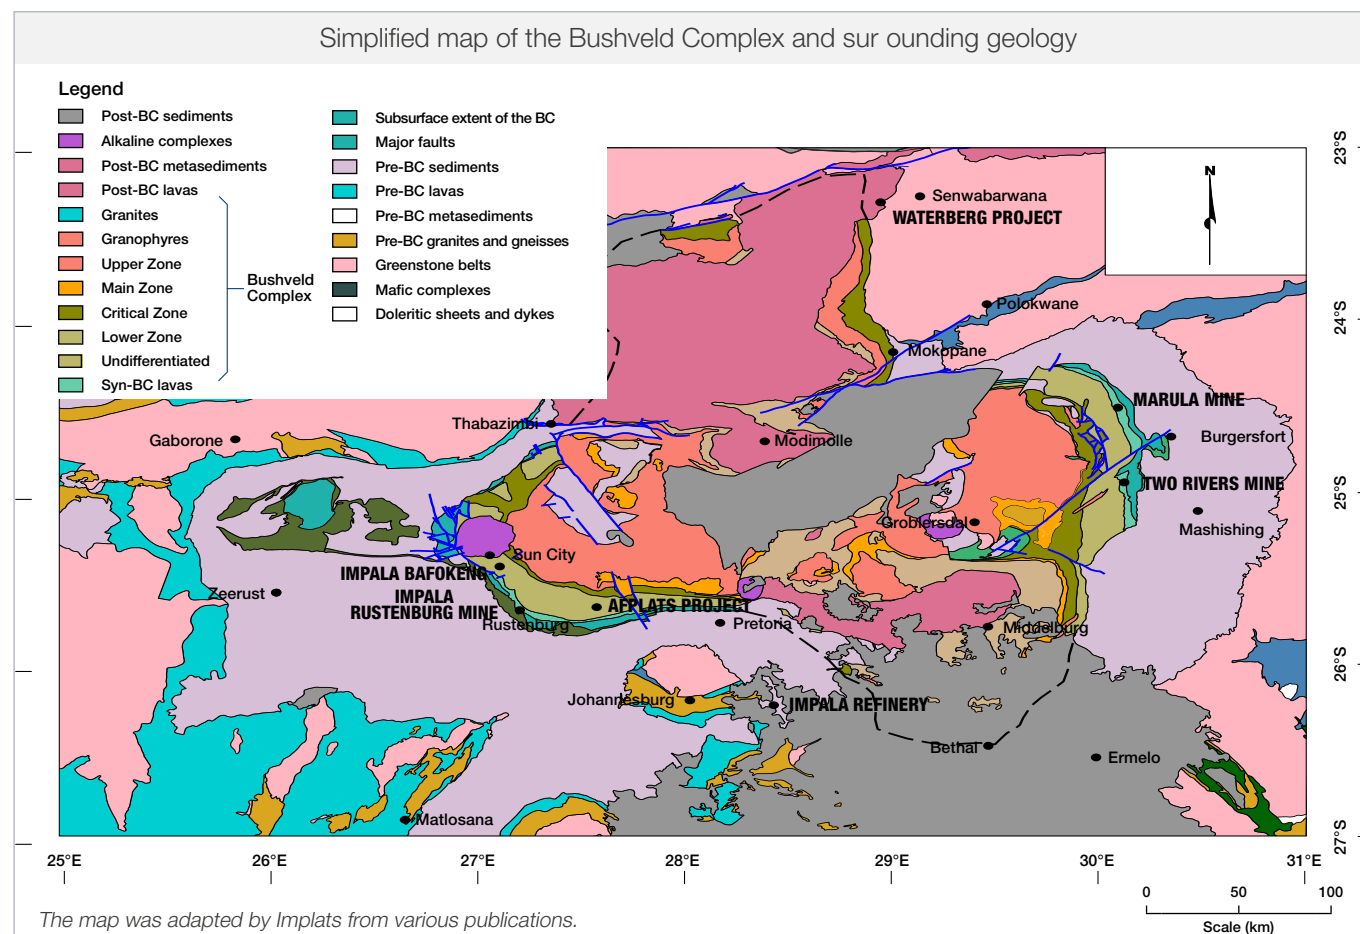 Simplified map of the Bushveld Complex and sur ounding geology
Legend
Post-BC sediments
Alkaline complexes
Post-BC metasediments
Post-BC lavas
Granites
Granophyres
Upper Zone
Main Zone
Critical Zone
Lower Zone
Undifferentiated
Syn-BC lavas
Bushveld
Complex
Subsurface extent of the BC
Major faults
Pre-BC sediments
Pre-BC lavas
Pre-BC metasediments
Pre-BC granites and gneisses
Greenstone belts
Mafic complexes
Doleritic sheets and dykes
N
Senwabarwana
WATERBERG PROJECT
Polokwane
Mokopane
MARULA MINE
Thabazimbi
Gaborone
Modimolle
Burgersfort
TWO RIVERS MINE
Mashishing
Groblersdal
Sun City
IMPALA BAFOKENG
IMPALA
RUSTENBURG MINE
Zeerust
AFPLATS PROJECT
Rustenburg
Pretoria
Middelburg
Johannesburg
IMPALA REFINERY
Bethal
Ermelo
Matlosana
23°S
24°S
25°S
26°S
27°S
25°E
26°E
27°E
28°E
29°E
30°E
31°E
0
50
100
Scale (km)
The map was adapted by Implats from various publications.